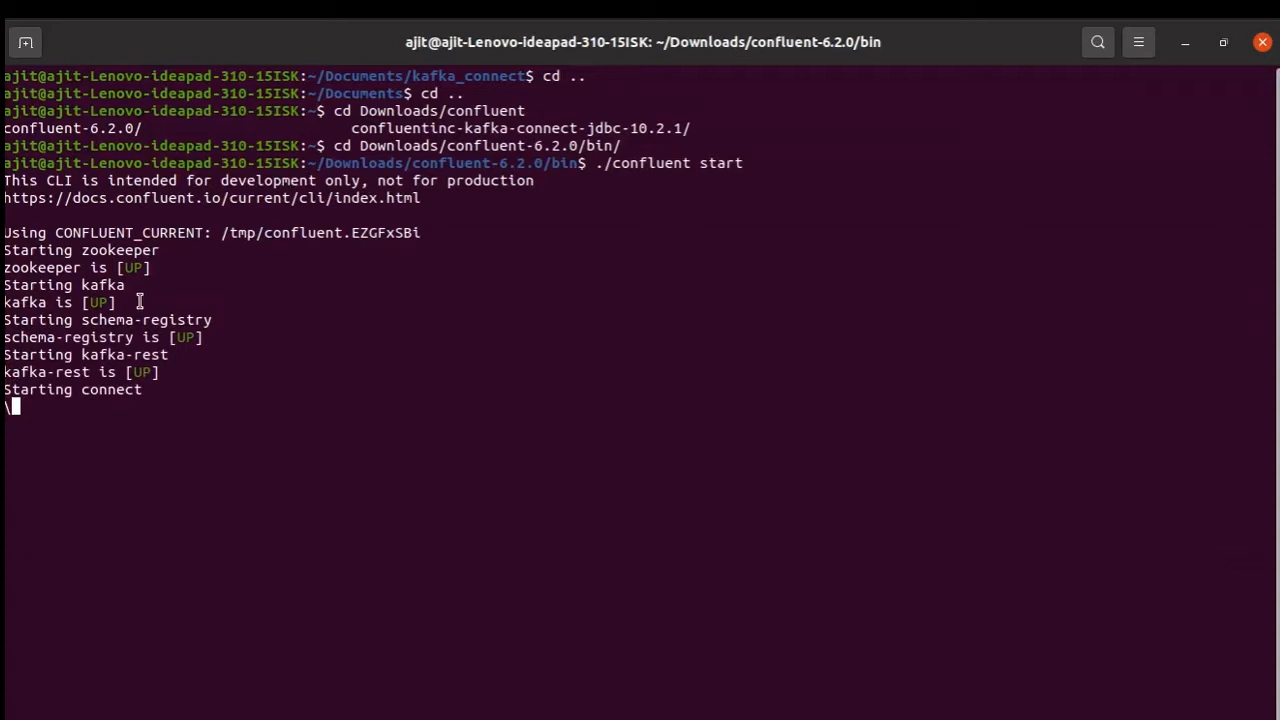 ajit@ajit-Lenovo-ideapad-310-15ISK: ~/Downloads/confluent-6.2.0/bin
ajit@ajit-Lenovo-ideapad-310-15ISK:~/Documents/kafka_connect$ cd ..
ajit@ajit-Lenovo-ideapad-310-15ISK:~/Documents$ cd ..
ajit@ajit-Lenovo-ideapad-310-15ISK:~$ cd Downloads/confluent
confluent-6.2.0/                        confluentinc-kafka-connect-jdbc-10.2.1/
ajit@ajit-Lenovo-ideapad-310-15ISK:~$ cd Downloads/confluent-6.2.0/bin/
ajit@ajit-Lenovo-ideapad-310-15ISK:~/Downloads/confluent-6.2.0/bin$ ./confluent start
This CLI is intended for development only, not for production
https://docs.confluent.io/current/cli/index.html
Using CONFLUENT_CURRENT: /tmp/confluent.EZGFxSBi
Starting zookeeper
zookeeper is [UP]
Starting kafka
kafka is [UP]
Starting schema-registry
schema-registry is [UP]
Starting kafka-rest
kafka-rest is [UP]
Starting connect
\